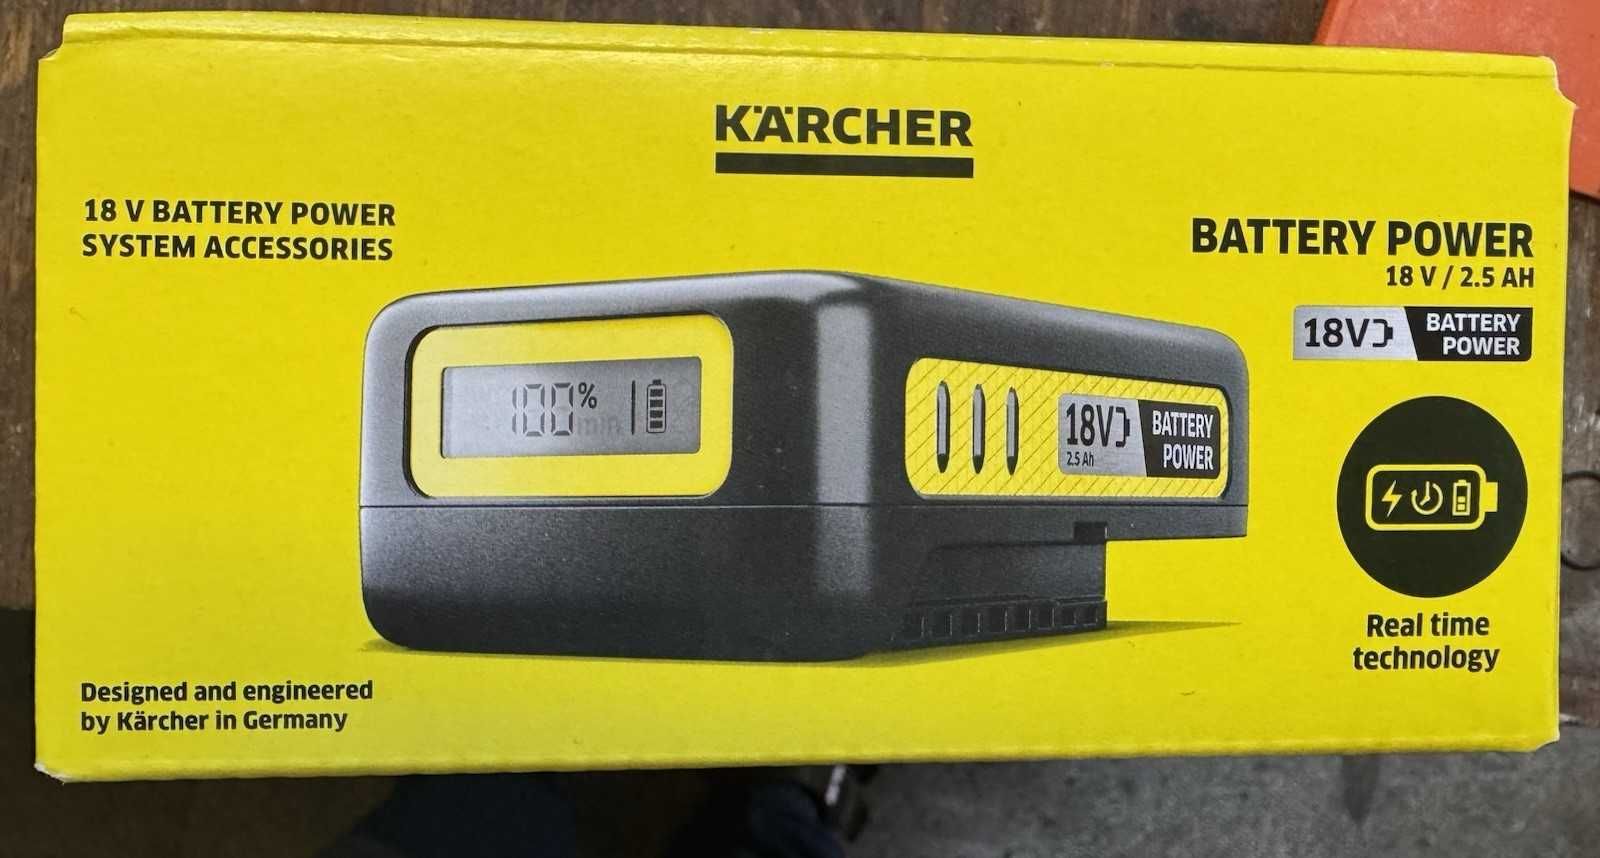 KÄRCHER
18 V BATTERY POWER
SYSTEM ACCESSORIES
BATTERY POWER
18 V / 2.5 AH
18V
BATTERY
POWER
100%
min
18V
2.5 Ah
BATTERY
POWER
Real time
technology
Designed and engineered
by Kärcher in Germany